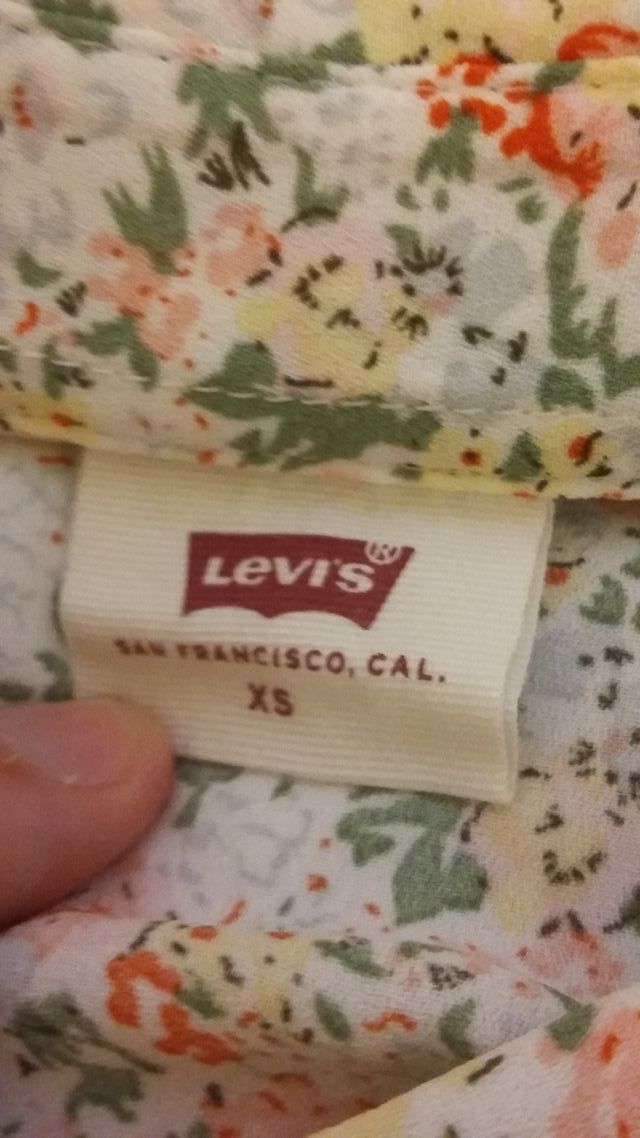 Levi's®
SAN FRANCISCO, CAL.
XS